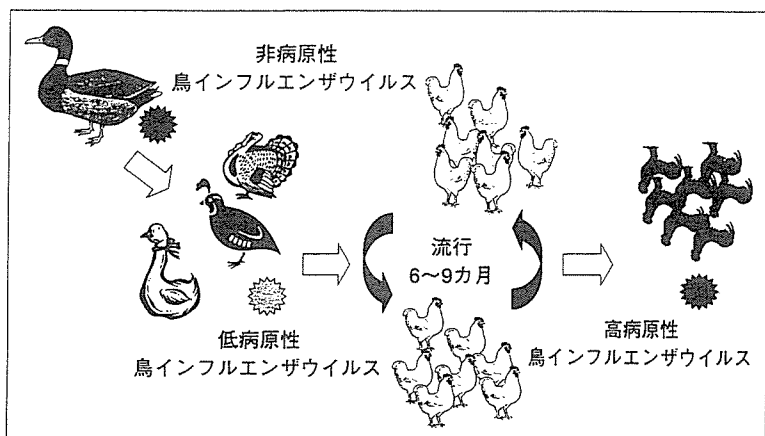 非病原性
鳥インフルエンザウイルス
流行
6〜9カ月
低病原性
鳥インフルエンザウイルス
高病原性
鳥インフルエンザウイルス